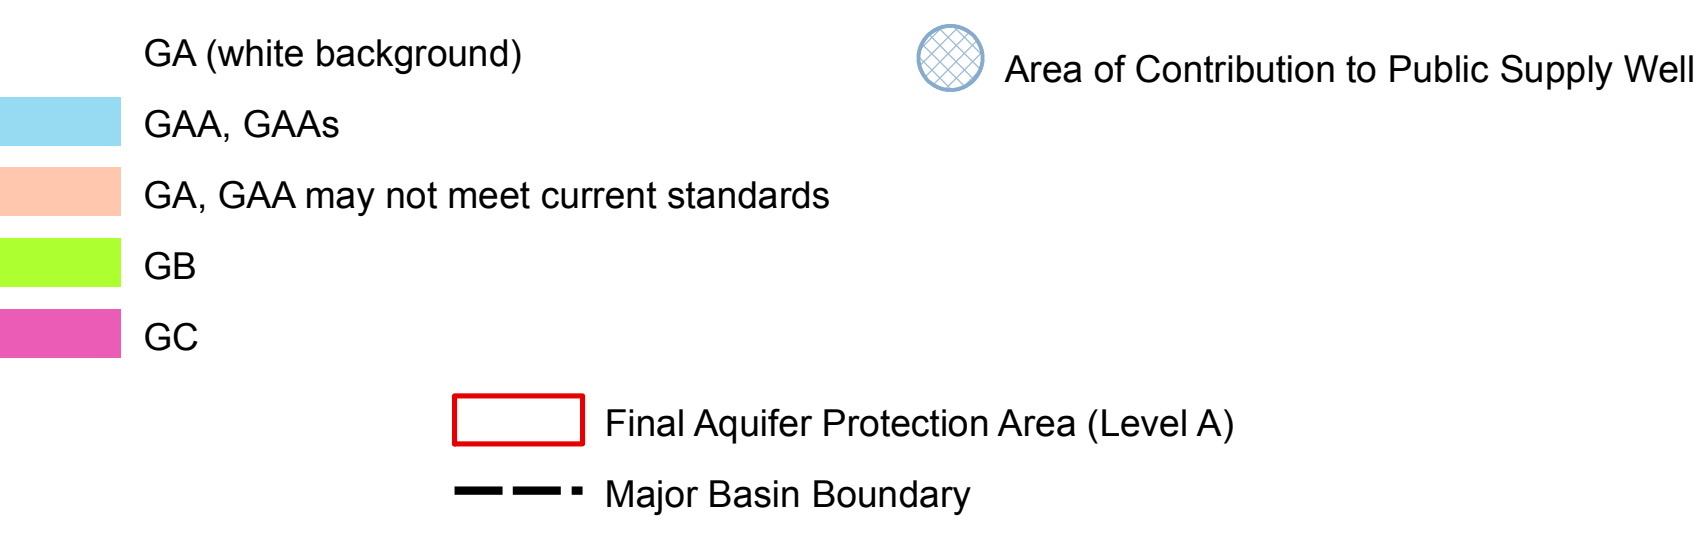 GA (white background)
Area of Contribution to Public Supply Well
GAA, GAAs
GA, GAA may not meet current standards
GB
GC
Final Aquifer Protection Area (Level A)
Major Basin Boundary